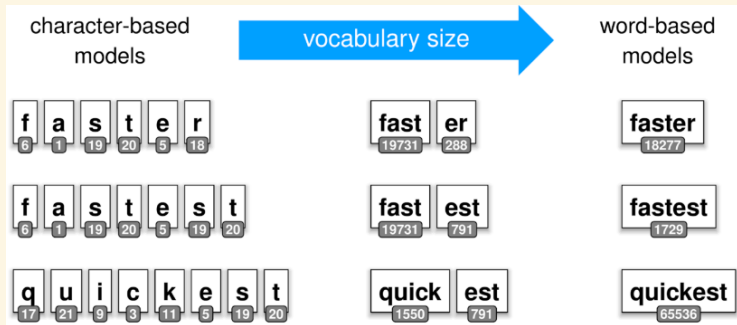 character-based models
vocabulary size
word-based models
f a s t e r
6 1 19 20 5 18
fast er
19731 288
faster
18277
f a s t e s t
6 1 19 20 5 19 20
fast est
19731 791
fastest
1729
q u i c k e s t
17 21 9 3 11 5 19 20
quick est
1550 791
quickest
65536